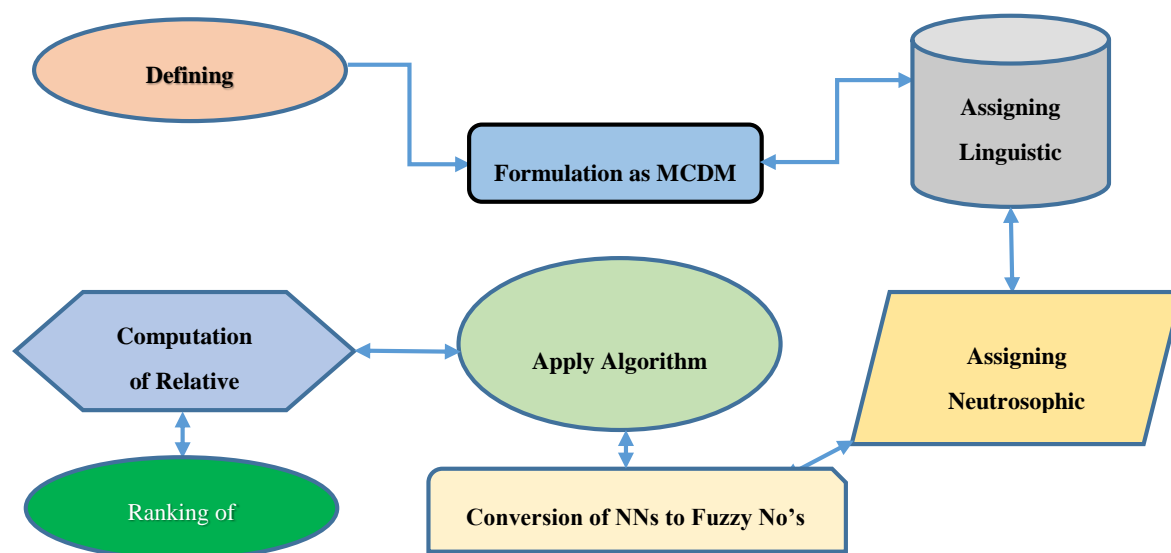 Defining
Formulation as MCDM
Assigning
Linguistic
Assigning
Neutrosophic
Conversion of NNs to Fuzzy No’s
Apply Algorithm
Computation
of Relative
Ranking of